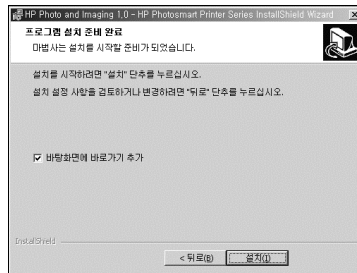 HP Photo and Imaging 1.0 - HP Photosmart Printer Series InstallShield Wizard
프로그램 설치 준비 완료
마법사는 설치를 시작할 준비가 되었습니다.
설치를 시작하려면 "설치" 단추를 누르십시오.
설치 설정 사항을 검토하거나 변경하려면 "뒤로" 단추를 누르십시오.
바탕화면에 바로가기 추가
InstallShield
< 뒤로(B) 설치(I)